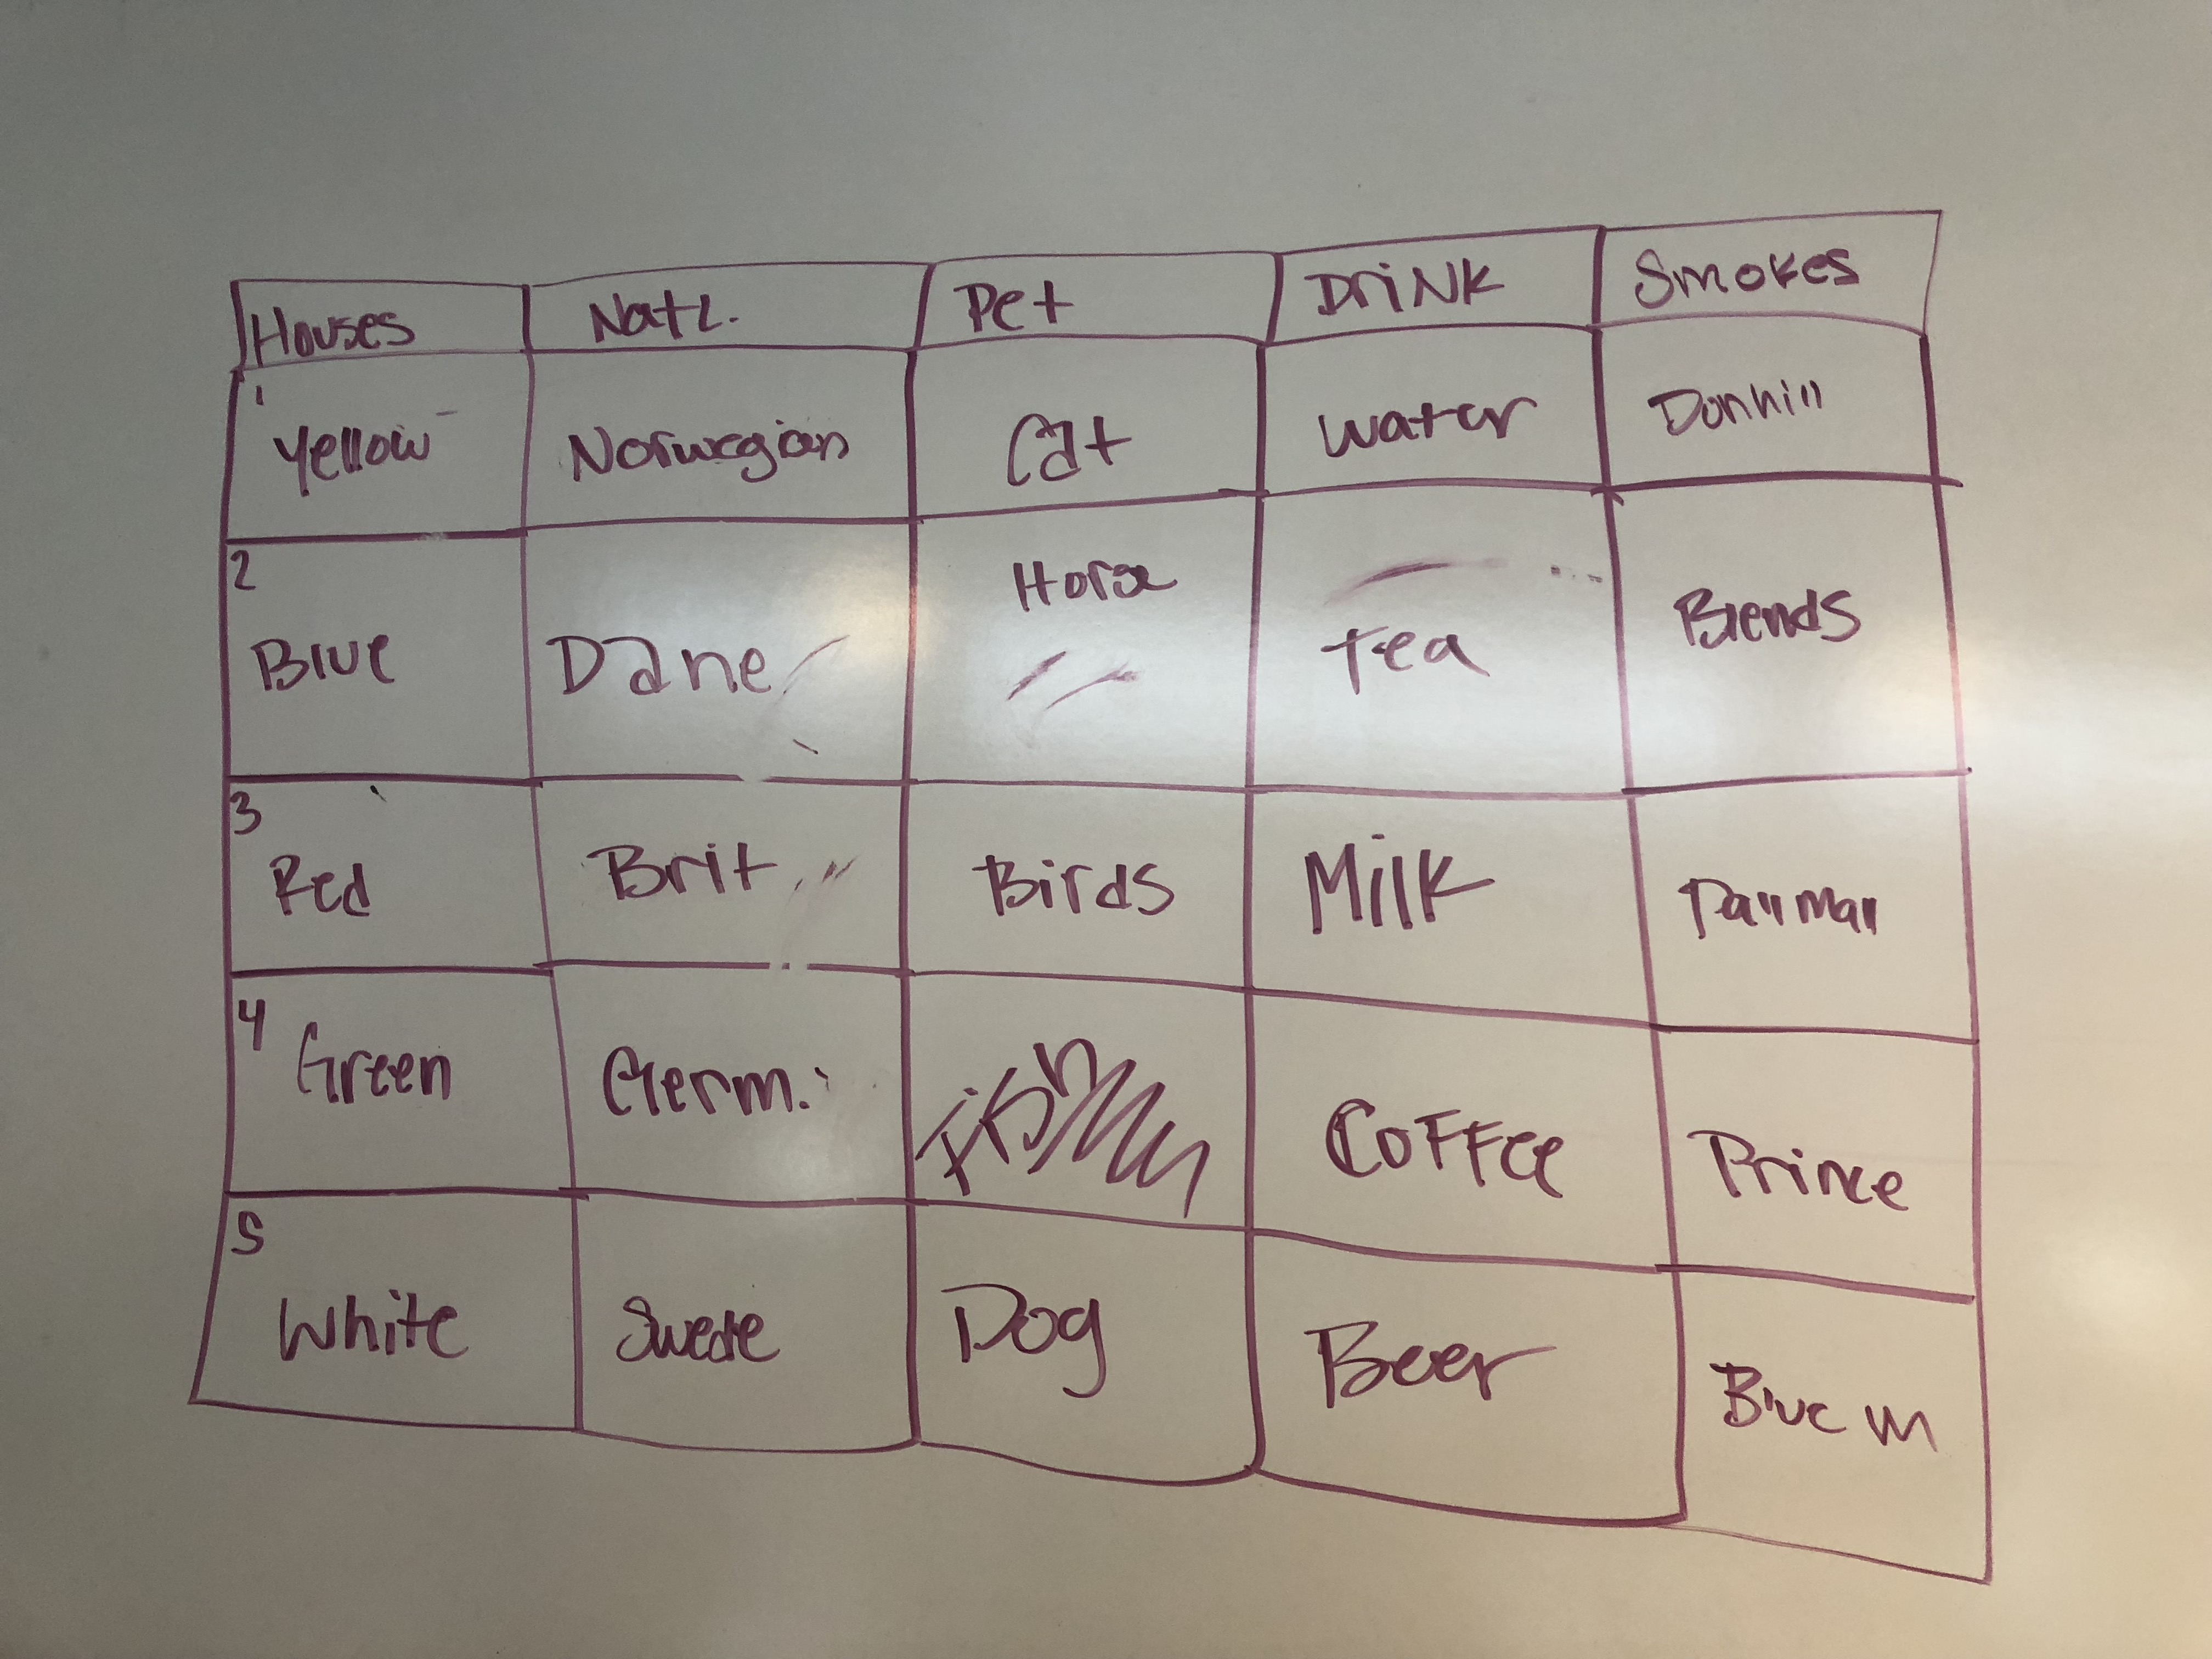 Houses Natl. Pet Drink Smokes
1
Yellow Norwegian Cat Water Dunhill
2
Blue Dane Horse Tea Blends
3
Red Brit Birds Milk Pall Mall
4
Green Germ. Fish Coffee Prince
5
White Swede Dog Beer Blue M